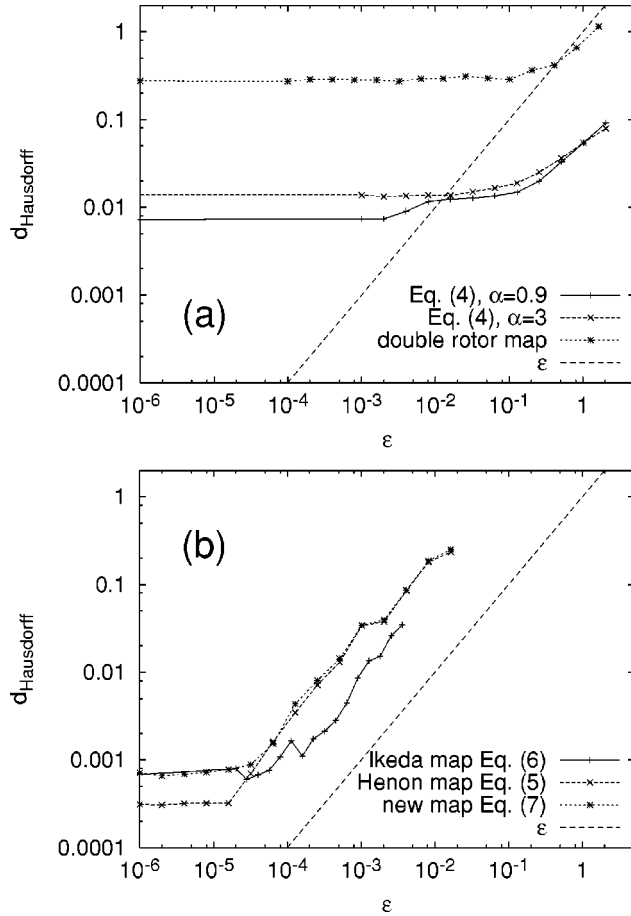 1
0.1
0.01
0.001
0.0001
d_Hausdorff
(a)
Eq. (4), α=0.9
Eq. (4), α=3
double rotor map
ε
10^-6 10^-5 10^-4 10^-3 10^-2 10^-1 1
ε
1
0.1
0.01
0.001
0.0001
d_Hausdorff
(b)
Ikeda map Eq. (6)
Henon map Eq. (5)
new map Eq. (7)
ε
10^-6 10^-5 10^-4 10^-3 10^-2 10^-1 1
ε